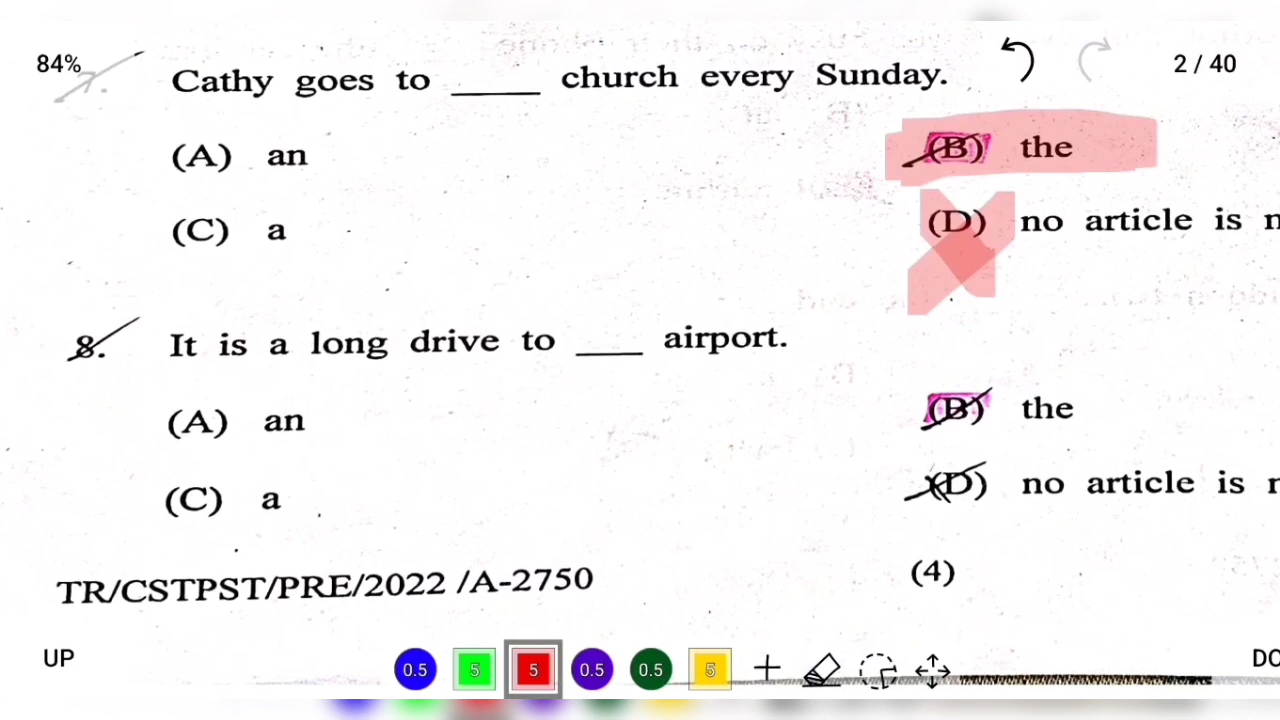 84%
2 / 40
7. Cathy goes to ____ church every Sunday.
(A) an (B) the
(C) a (D) no article is
8. It is a long drive to ____ airport.
(A) an (B) the
(C) a (D) no article is
TR/CSTPST/PRE/2022 /A-2750 (4)
UP
0.5 5 5 0.5 0.5 5